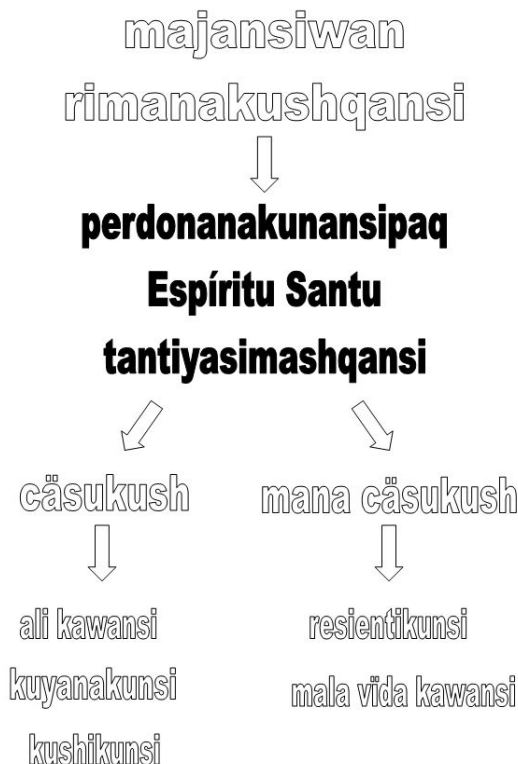 majansiwan
rimanakushqansi
perdonanakunansipaq
Espíritu Santu
tantiyasimashqansi
cäsukush
mana cäsukush
ali kawansi
kuyanakunsi
kushikunsi
resientikunsi
mala vïda kawansi